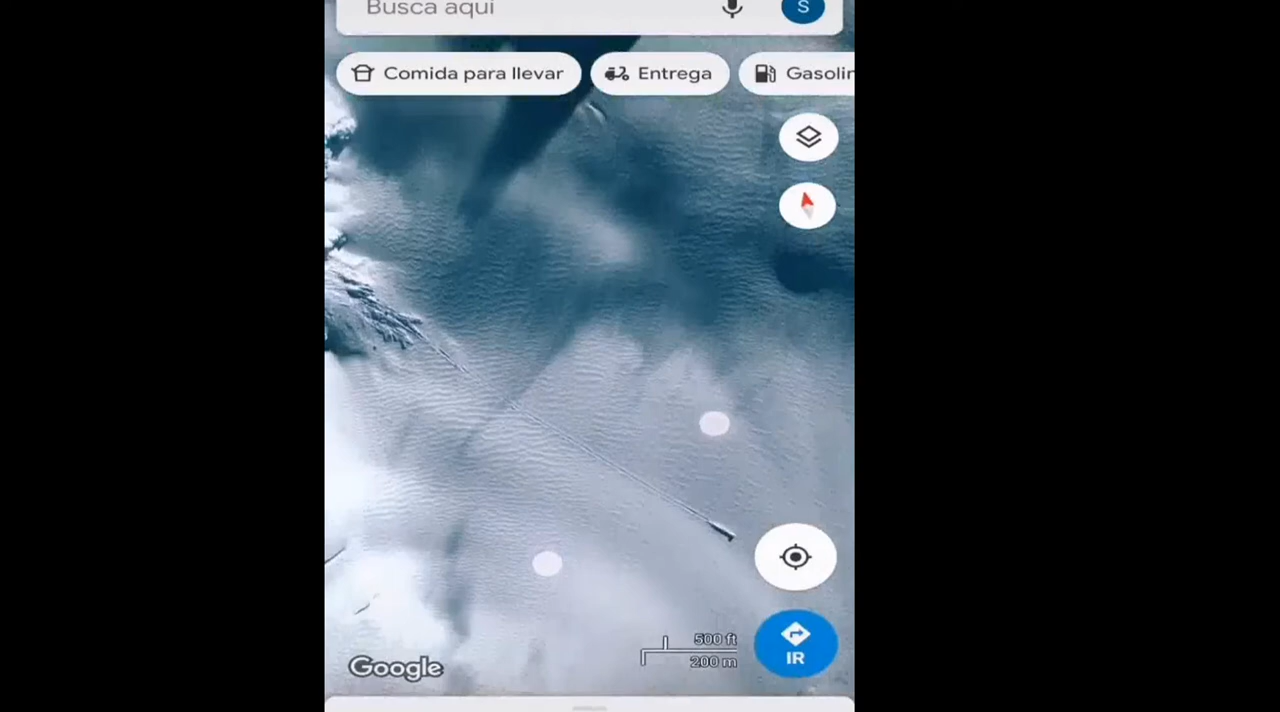 Busca aquí
S
Comida para llevar
Entrega
Gasolin
500 ft
200 m
IR
Google